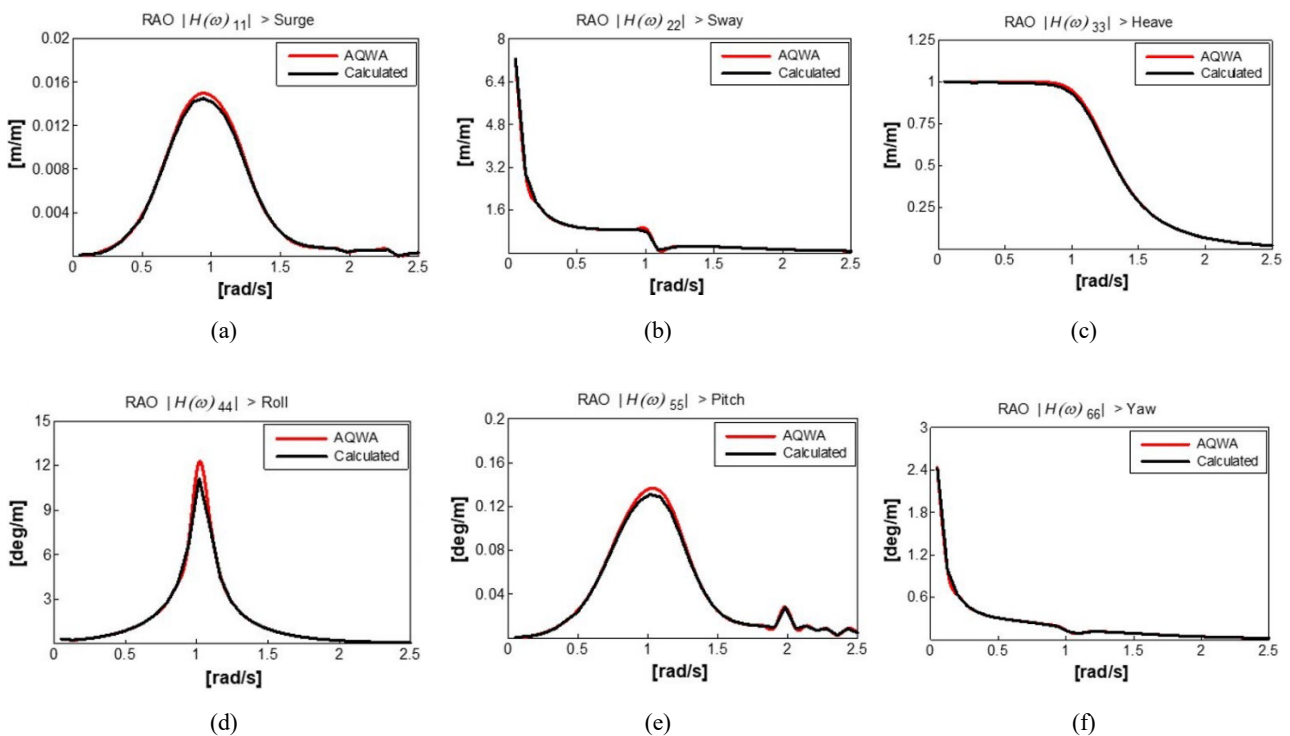 RAO |H(ω)11| > Surge
0.02
0.016
0.012
0.008
0.004
[m/m]
AQWA
Calculated
0 0.5 1 1.5 2 2.5
[rad/s]
(a)
RAO |H(ω)22| > Sway
8
6.4
4.8
3.2
1.6
[m/m]
AQWA
Calculated
0 0.5 1 1.5 2 2.5
[rad/s]
(b)
RAO |H(ω)33| > Heave
1.25
1
0.75
0.5
0.25
[m/m]
AQWA
Calculated
0 0.5 1 1.5 2 2.5
[rad/s]
(c)
RAO |H(ω)44| > Roll
15
12
9
6
3
[deg/m]
AQWA
Calculated
0 0.5 1 1.5 2 2.5
[rad/s]
(d)
RAO |H(ω)55| > Pitch
0.2
0.16
0.12
0.08
0.04
[deg/m]
AQWA
Calculated
0 0.5 1 1.5 2 2.5
[rad/s]
(e)
RAO |H(ω)66| > Yaw
3
2.4
1.8
1.2
0.6
[deg/m]
AQWA
Calculated
0 0.5 1 1.5 2 2.5
[rad/s]
(f)